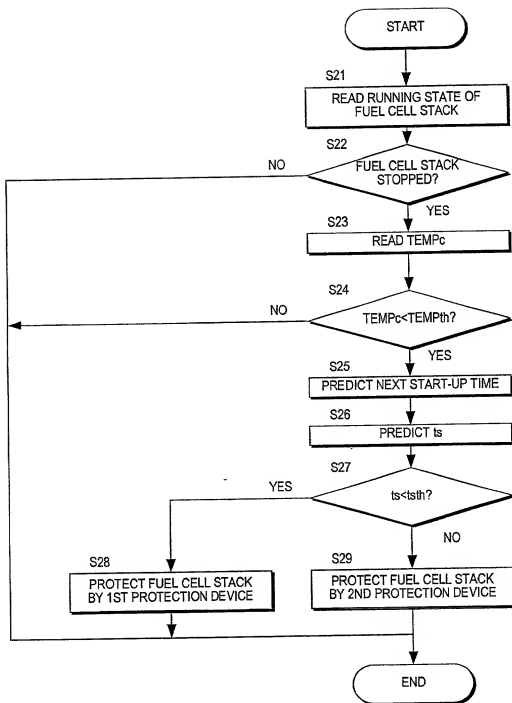 START
S21
READ RUNNING STATE OF
FUEL CELL STACK
S22
FUEL CELL STACK
STOPPED?
NO
YES
S23
READ TEMPc
S24
TEMPc<TEMPth?
NO
YES
S25
PREDICT NEXT START-UP TIME
S26
PREDICT ts
S27
ts<tsth?
YES
NO
S28
PROTECT FUEL CELL STACK
BY 1ST PROTECTION DEVICE
S29
PROTECT FUEL CELL STACK
BY 2ND PROTECTION DEVICE
END